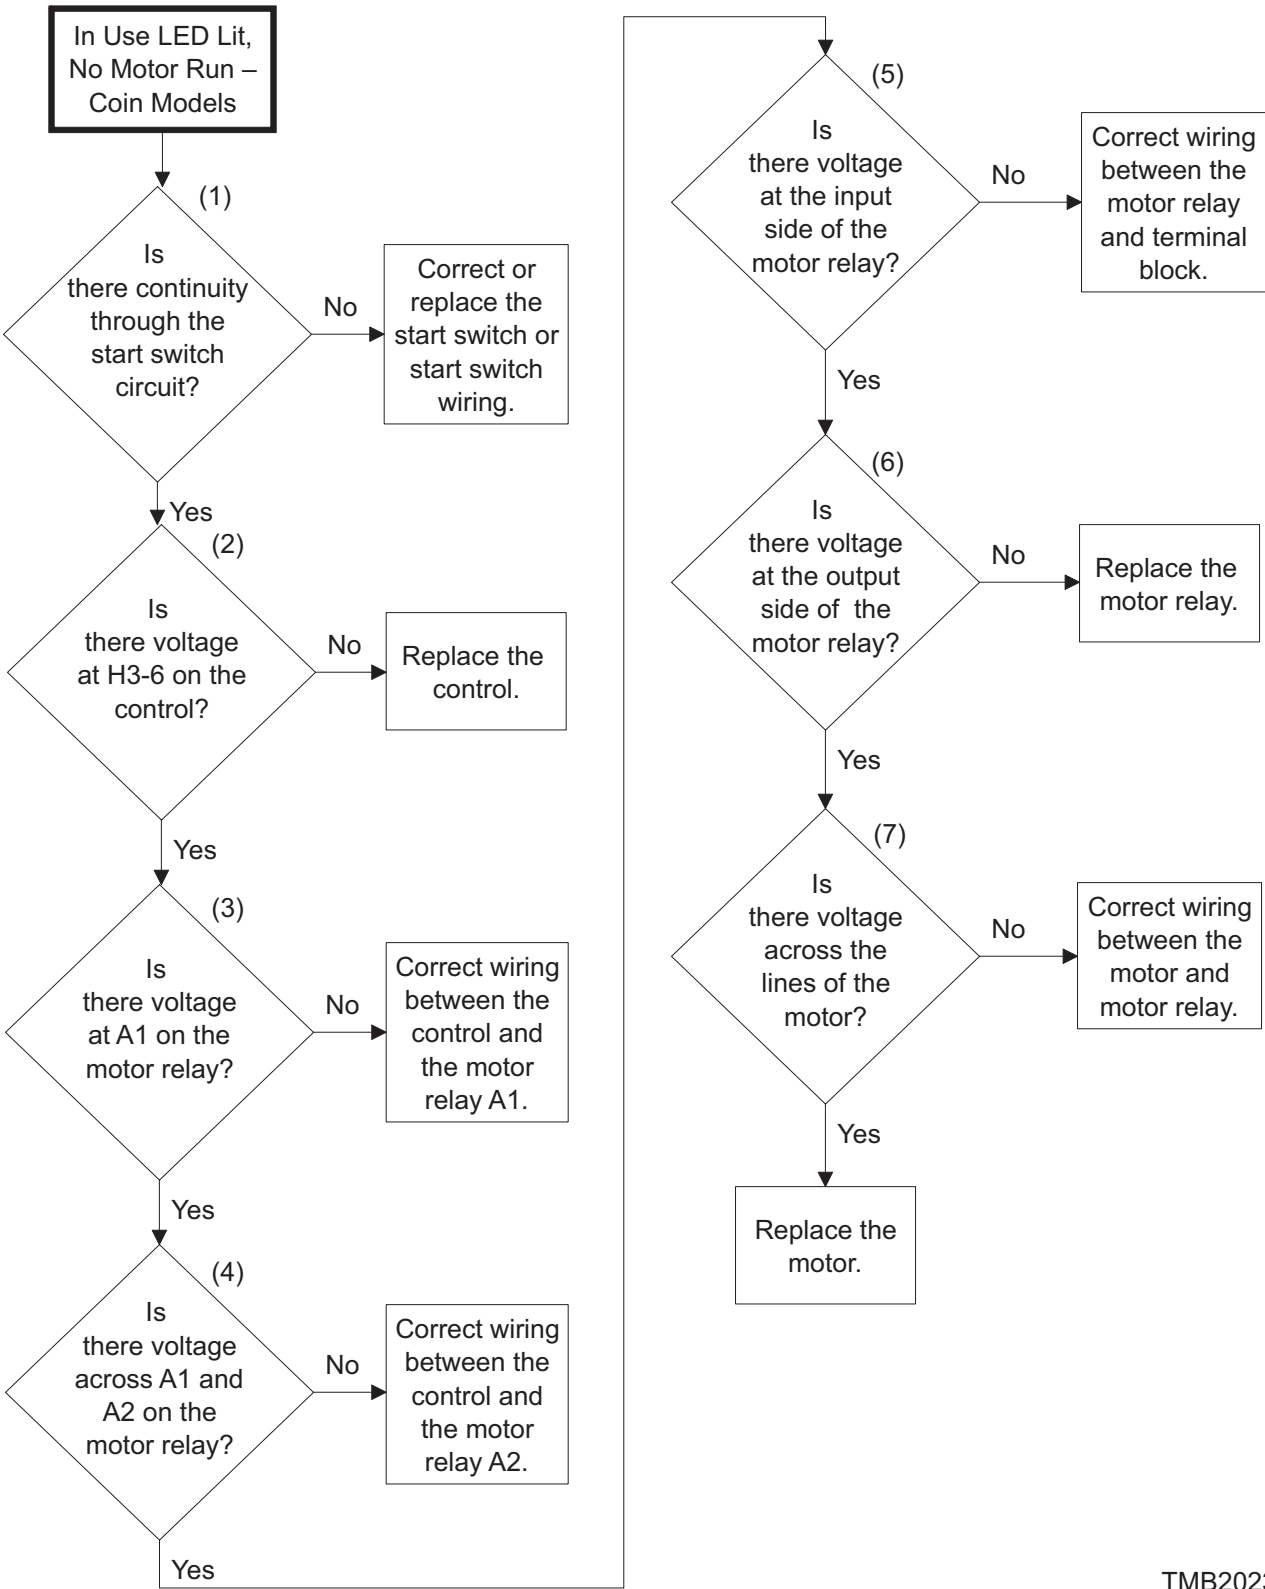 In Use LED Lit,
No Motor Run –
Coin Models
(1)
Is
there continuity
through the
start switch
circuit?
No
Correct or
replace the
start switch or
start switch
wiring.
Yes
(2)
Is
there voltage
at H3-6 on the
control?
No
Replace the
control.
Yes
(3)
Is
there voltage
at A1 on the
motor relay?
No
Correct wiring
between the
control and
the motor
relay A1.
Yes
(4)
Is
there voltage
across A1 and
A2 on the
motor relay?
No
Correct wiring
between the
control and
the motor
relay A2.
Yes
(5)
Is
there voltage
at the input
side of the
motor relay?
No
Correct wiring
between the
motor relay
and terminal
block.
Yes
(6)
Is
there voltage
at the output
side of the
motor relay?
No
Replace the
motor relay.
Yes
(7)
Is
there voltage
across the
lines of the
motor?
No
Correct wiring
between the
motor and
motor relay.
Yes
Replace the
motor.